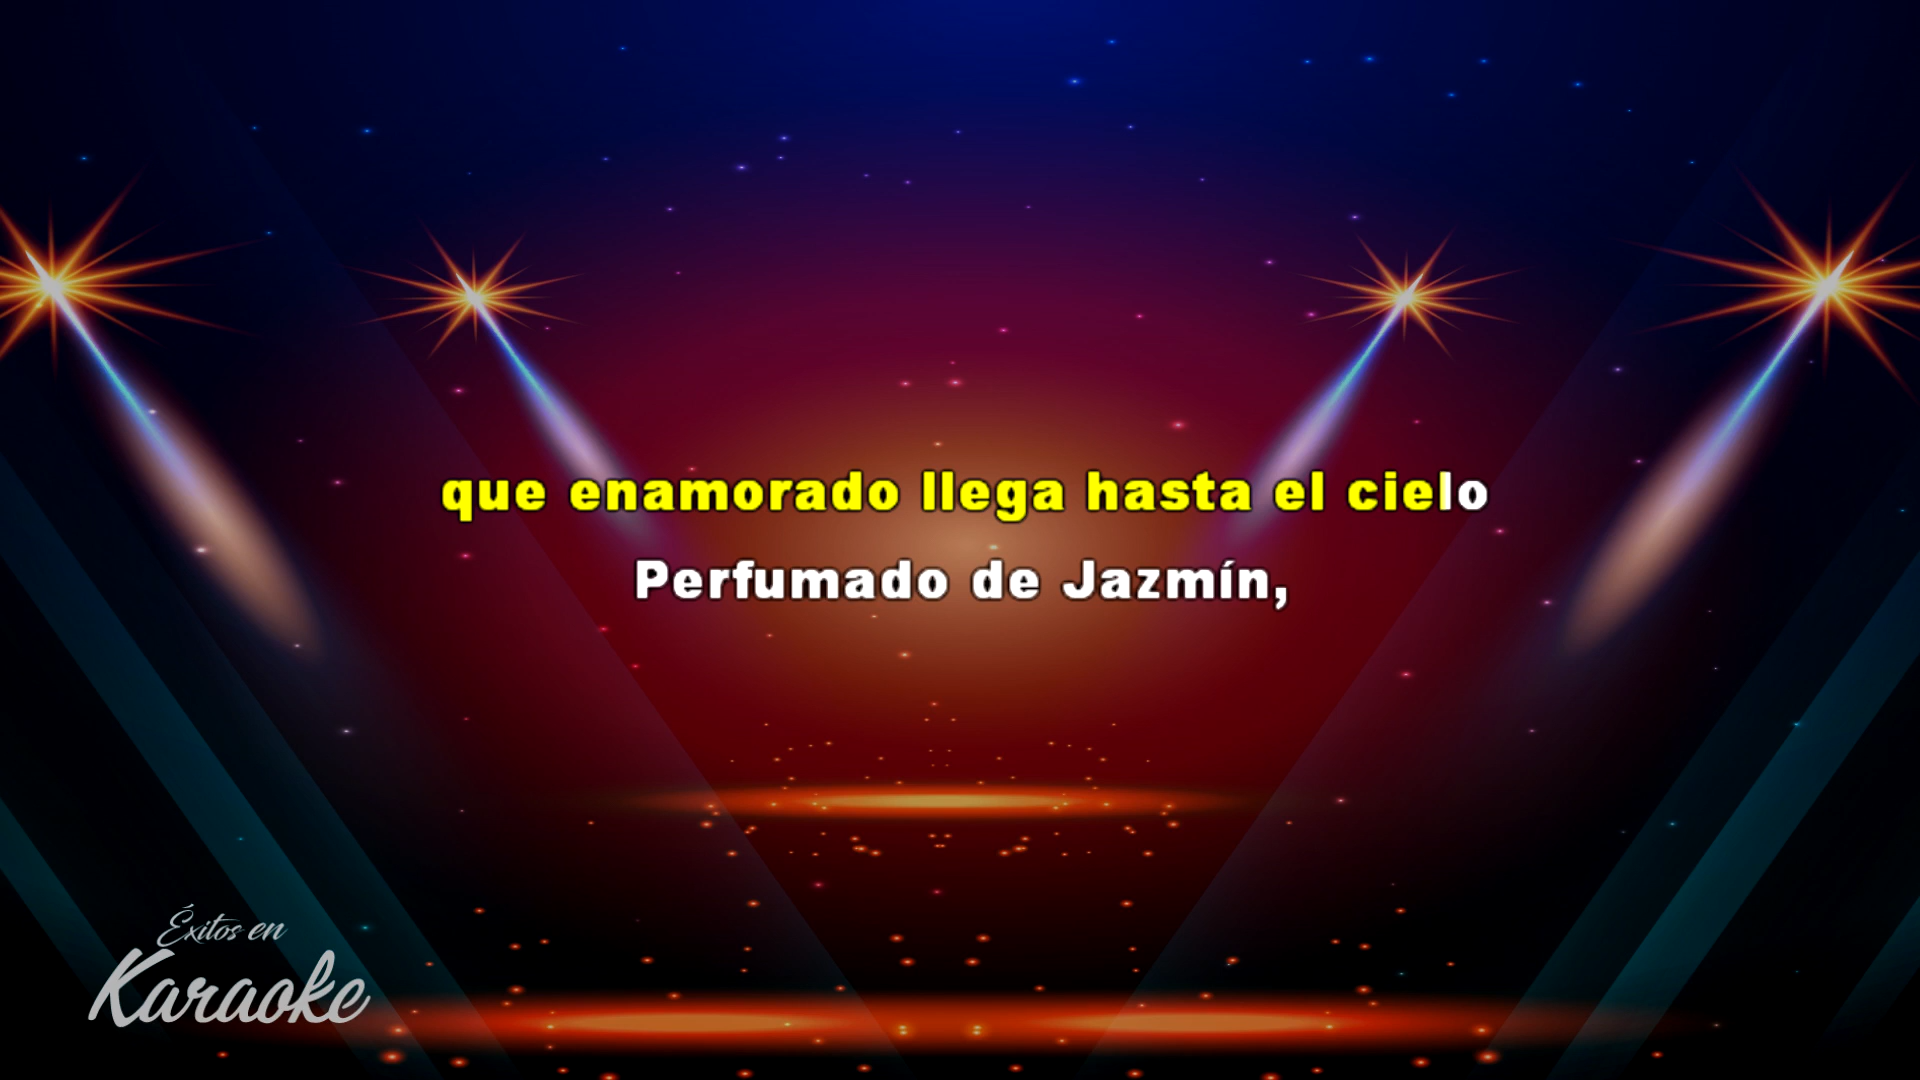 que enamorado llega hasta el cielo
Perfumado de Jazmín,
Éxitos en
Karaoke